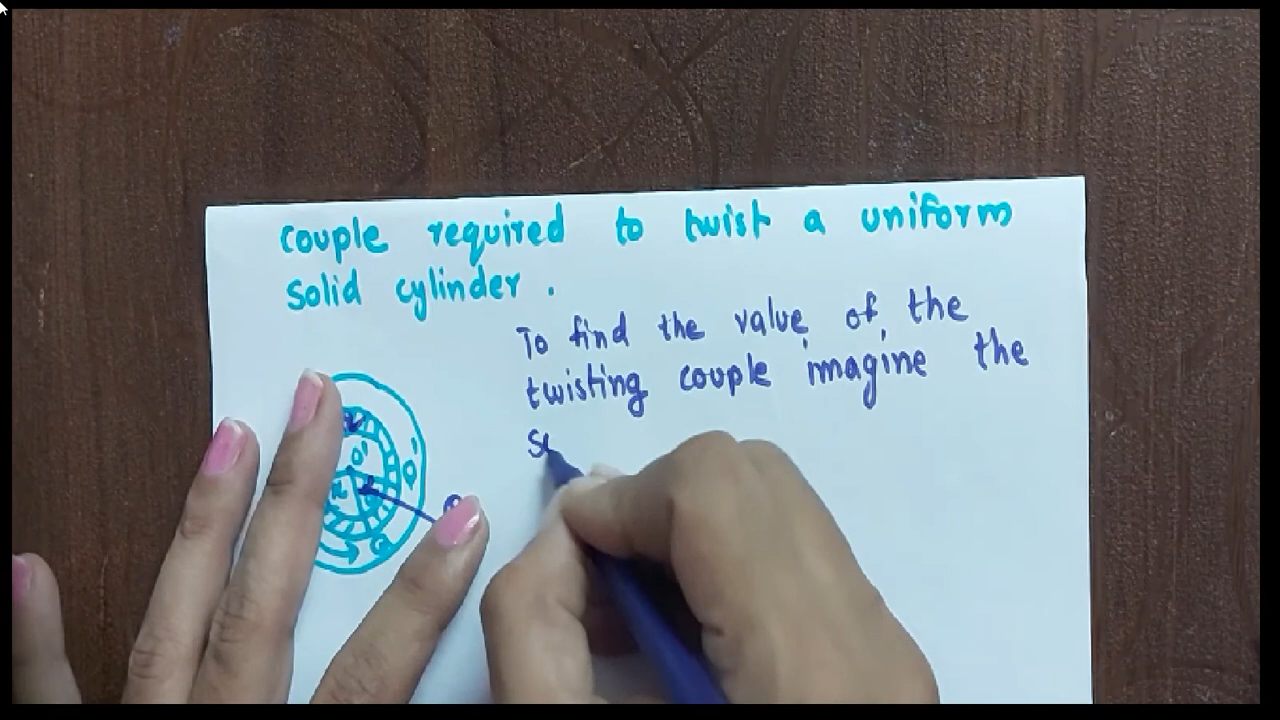 couple required to twist a uniform
solid cylinder.
To find the value of the
twisting couple imagine the
O'